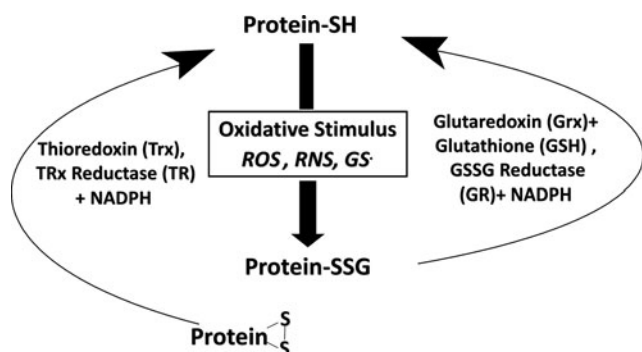 Protein-SH
Oxidative Stimulus
ROS , RNS, GS·
Thioredoxin (Trx),
TRx Reductase (TR)
+ NADPH
Glutaredoxin (Grx)+
Glutathione (GSH) ,
GSSG Reductase
(GR)+ NADPH
Protein-SSG
S
Protein
S